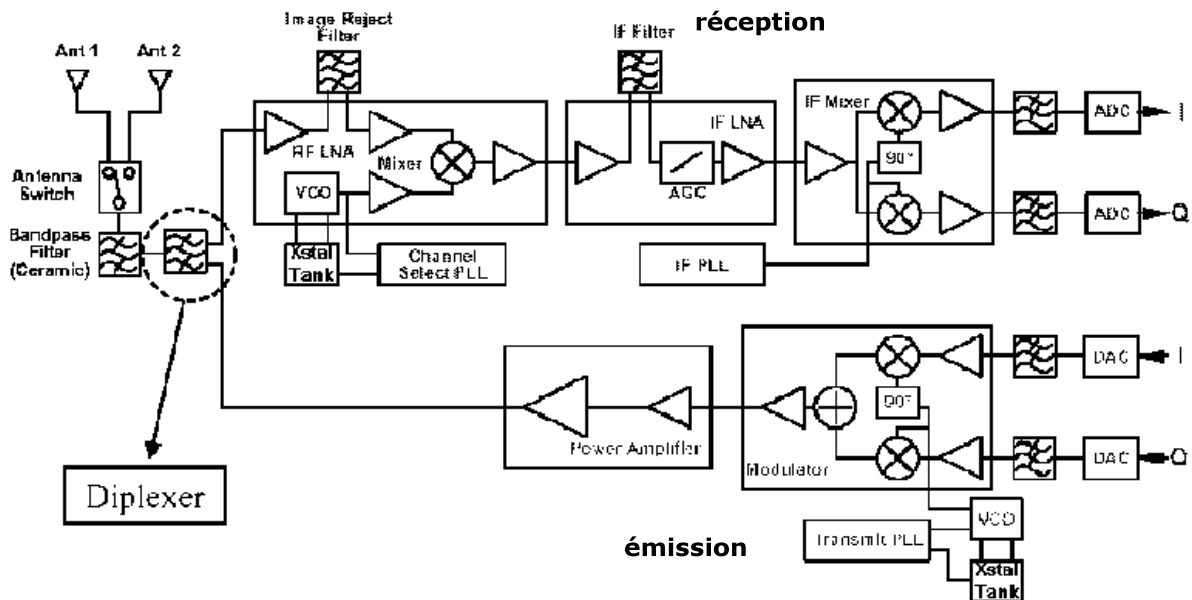 Image Reject
Filter
IF Filter
réception
Ant 1
Ant 2
Antenna
Switch
Bandpass
Filter
(Ceramic)
RF LNA
Mixer
VCO
Xstal
Tank
Channel
Select PLL
IF LNA
AGC
IF Mixer
90°
IF PLL
ADC
I
ADC
Q
Diplexer
Power Amplifier
Modulator
90°
DAC
I
DAC
Q
émission
Transmit PLL
VCO
Xstal
Tank